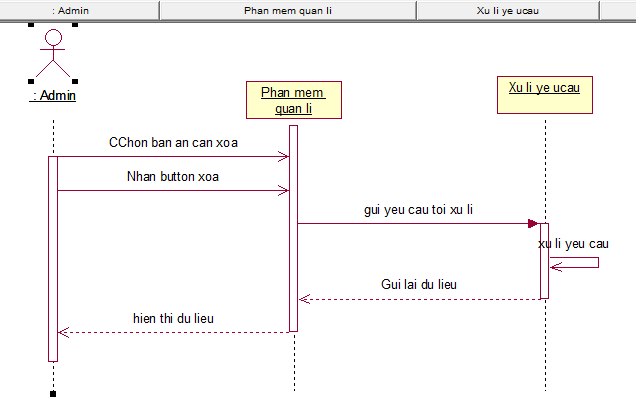 : Admin
Phan mem quan li
Xu li ye ucau
: Admin
Phan mem
quan li
Xu li ye ucau
CChon ban an can xoa
Nhan button xoa
gui yeu cau toi xu li
xu li yeu cau
Gui lai du lieu
hien thi du lieu